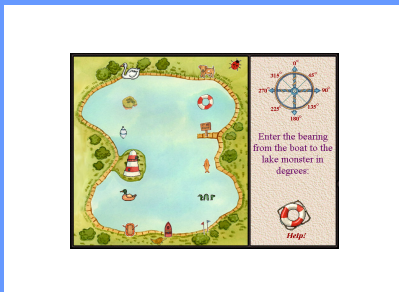 0°
315° 45°
270° 90°
225° 135°
180°
Enter the bearing
from the boat to the
lake monster in
degrees:
Help!